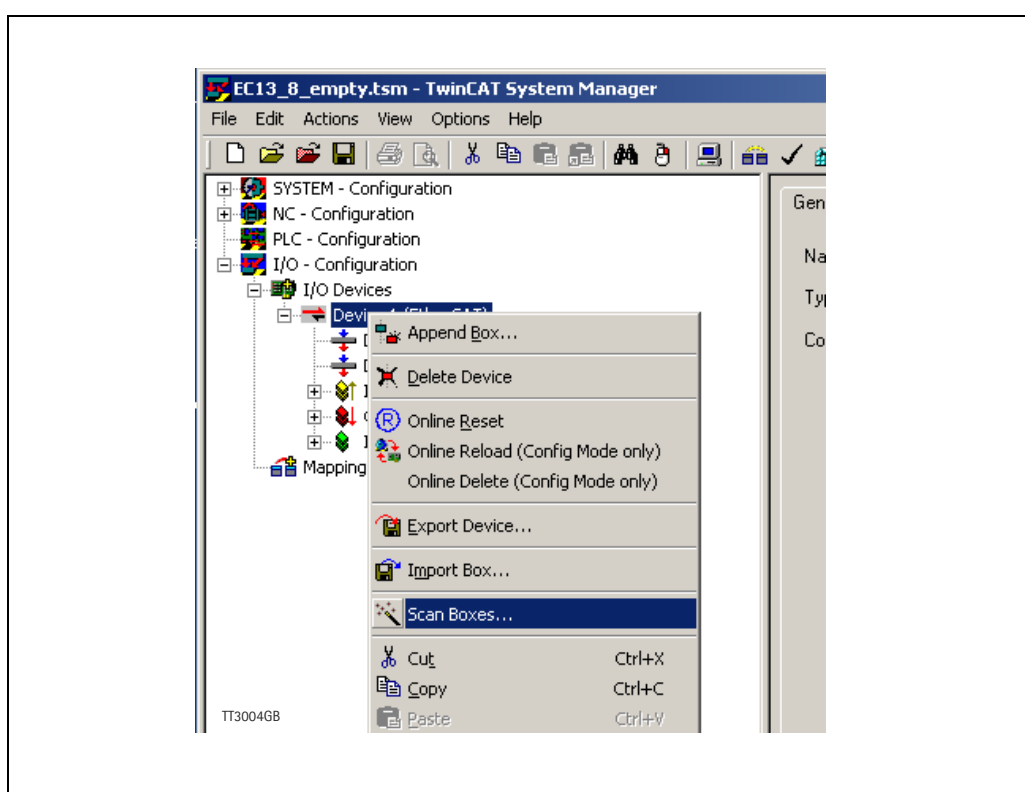 EC13_8_empty.tsm - TwinCAT System Manager
File Edit Actions View Options Help
SYSTEM - Configuration
NC - Configuration
PLC - Configuration
I/O - Configuration
I/O Devices
Mapping
Append Box...
Delete Device
Online Reset
Online Reload (Config Mode only)
Online Delete (Config Mode only)
Export Device...
Import Box...
Scan Boxes...
Cut Ctrl+X
Copy Ctrl+C
Paste Ctrl+V
Gen
Na
Ty
Co
TT3004GB